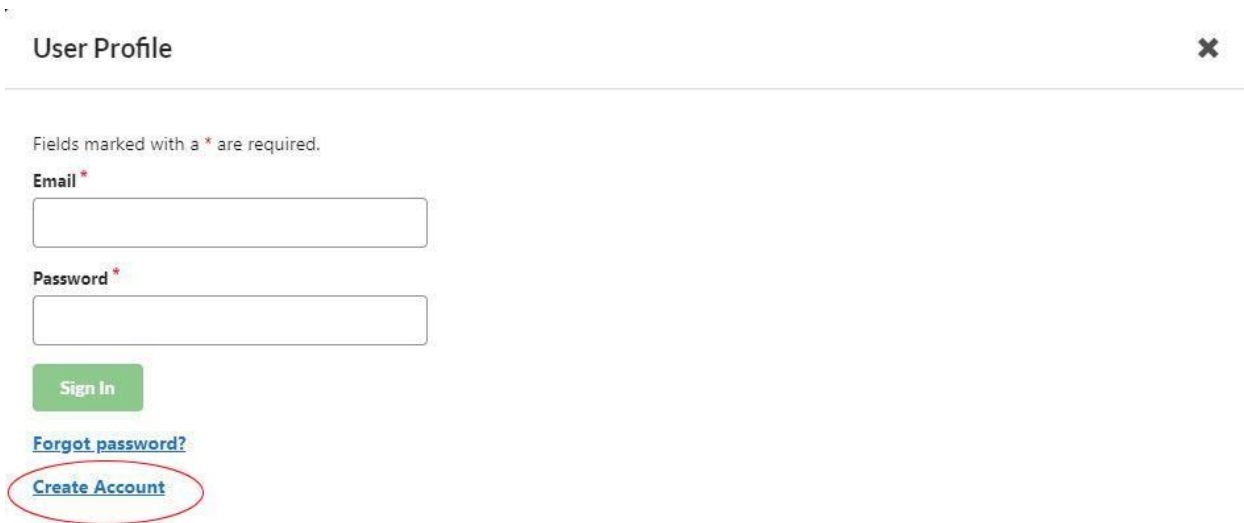 User Profile
Fields marked with a * are required.
Email *
Password *
Sign In
Forgot password?
Create Account